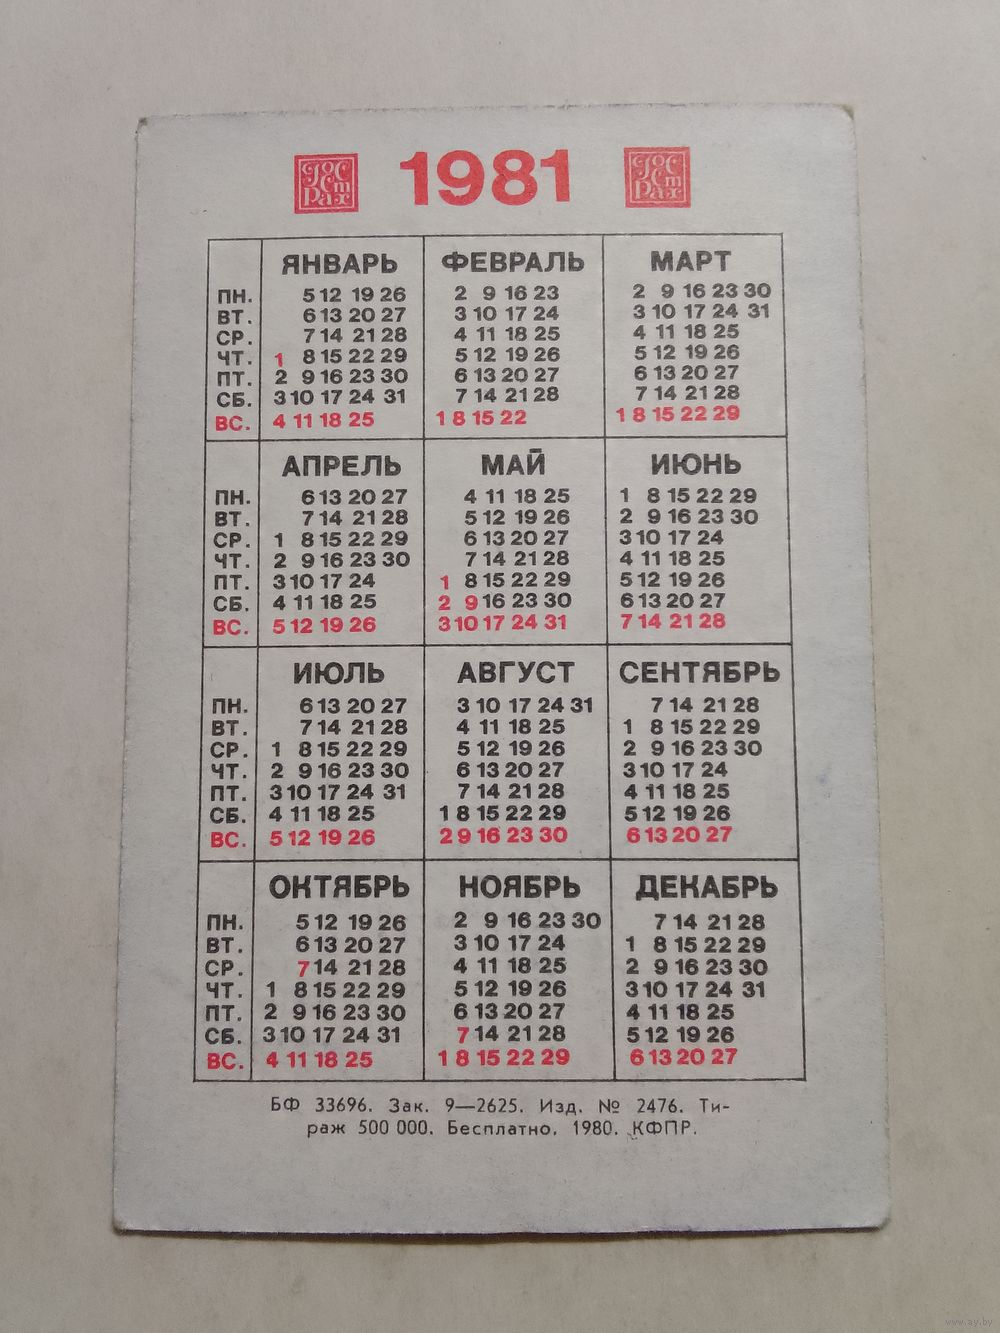 Гос Ст Рах 1981 Гос Ст Рах
ЯНВАРЬ ФЕВРАЛЬ МАРТ
ПН. 5 12 19 26 2 9 16 23 2 9 16 23 30
ВТ. 6 13 20 27 3 10 17 24 3 10 17 24 31
СР. 7 14 21 28 4 11 18 25 4 11 18 25
ЧТ. 1 8 15 22 29 5 12 19 26 5 12 19 26
ПТ. 2 9 16 23 30 6 13 20 27 6 13 20 27
СБ. 3 10 17 24 31 7 14 21 28 7 14 21 28
ВС. 4 11 18 25 1 8 15 22 1 8 15 22 29
АПРЕЛЬ МАЙ ИЮНЬ
ПН. 6 13 20 27 4 11 18 25 1 8 15 22 29
ВТ. 7 14 21 28 5 12 19 26 2 9 16 23 30
СР. 1 8 15 22 29 6 13 20 27 3 10 17 24
ЧТ. 2 9 16 23 30 7 14 21 28 4 11 18 25
ПТ. 3 10 17 24 1 8 15 22 29 5 12 19 26
СБ. 4 11 18 25 2 9 16 23 30 6 13 20 27
ВС. 5 12 19 26 3 10 17 24 31 7 14 21 28
ИЮЛЬ АВГУСТ СЕНТЯБРЬ
ПН. 6 13 20 27 3 10 17 24 31 7 14 21 28
ВТ. 7 14 21 28 4 11 18 25 1 8 15 22 29
СР. 1 8 15 22 29 5 12 19 26 2 9 16 23 30
ЧТ. 2 9 16 23 30 6 13 20 27 3 10 17 24
ПТ. 3 10 17 24 31 7 14 21 28 4 11 18 25
СБ. 4 11 18 25 1 8 15 22 29 5 12 19 26
ВС. 5 12 19 26 2 9 16 23 30 6 13 20 27
ОКТЯБРЬ НОЯБРЬ ДЕКАБРЬ
ПН. 5 12 19 26 2 9 16 23 30 7 14 21 28
ВТ. 6 13 20 27 3 10 17 24 1 8 15 22 29
СР. 7 14 21 28 4 11 18 25 2 9 16 23 30
ЧТ. 1 8 15 22 29 5 12 19 26 3 10 17 24 31
ПТ. 2 9 16 23 30 6 13 20 27 4 11 18 25
СБ. 3 10 17 24 31 7 14 21 28 5 12 19 26
ВС. 4 11 18 25 1 8 15 22 29 6 13 20 27
БФ 33696. Зак. 9—2625. Изд. № 2476. Ти-
раж 500 000. Бесплатно. 1980. КФПР.
www.ay.by